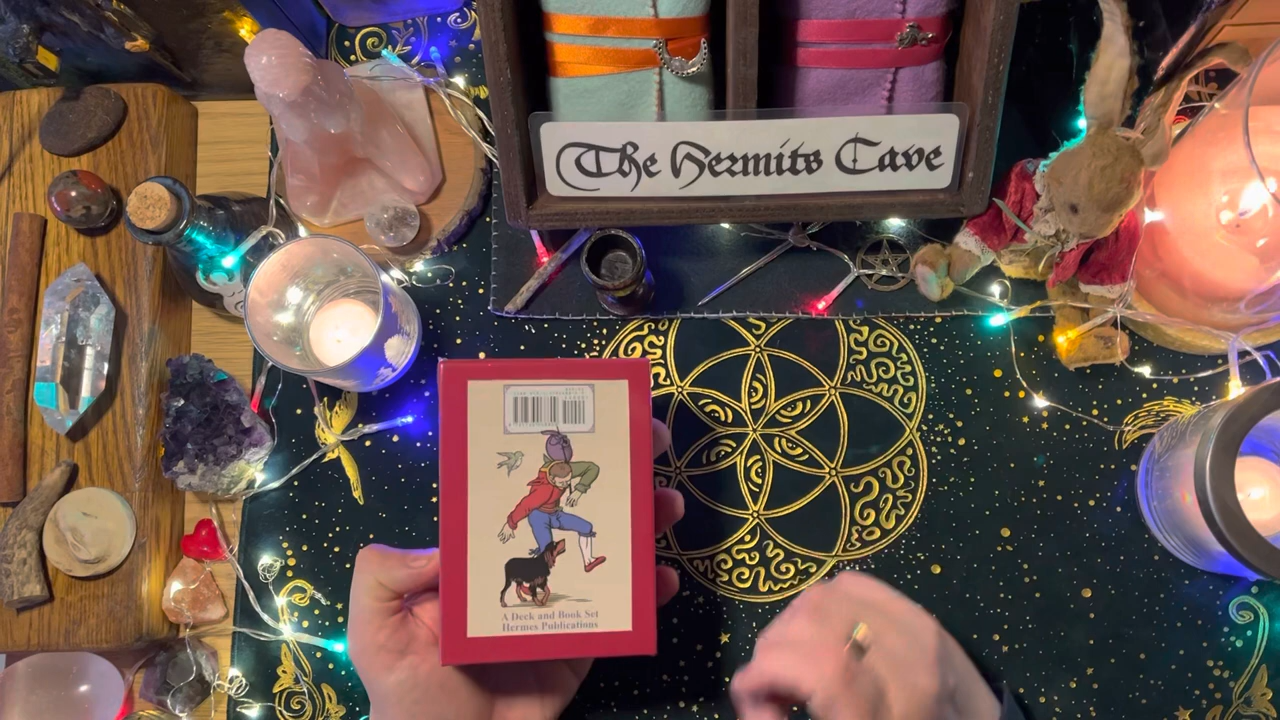 The Hermits Cave
A Deck and Book Set
Hermes Publications